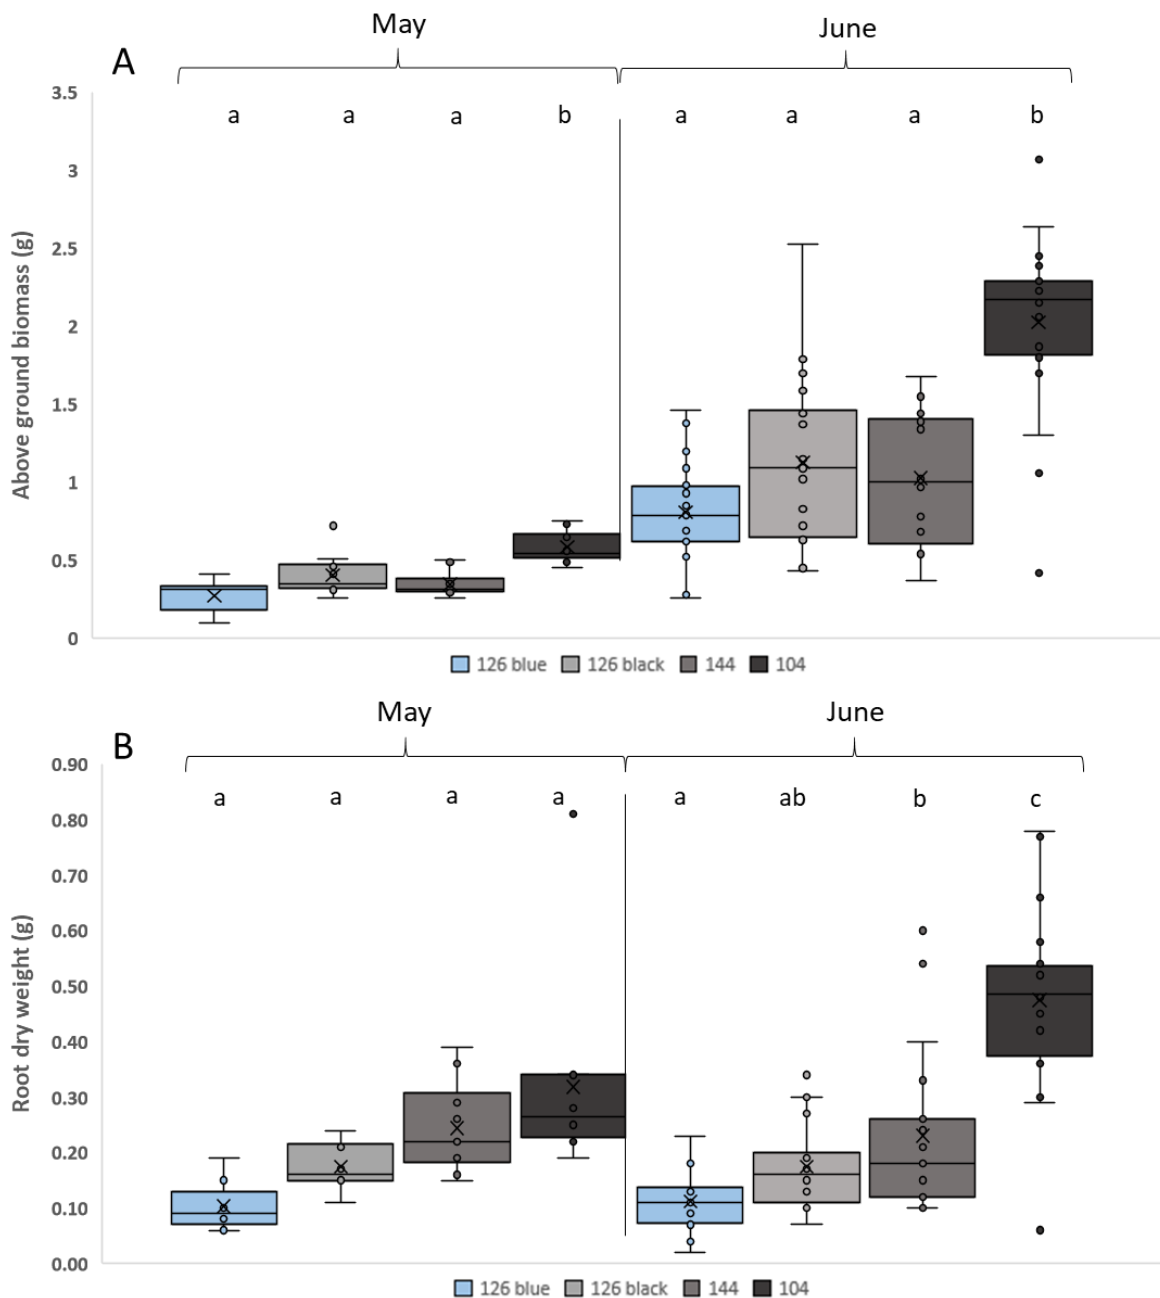 May
June
A
a a a b a a a b
3.5
3
2.5
2
1.5
1
0.5
0
Above ground biomass (g)
126 blue 126 black 144 104
May
June
B
a a a a a ab b c
0.90
0.80
0.70
0.60
0.50
0.40
0.30
0.20
0.10
0.00
Root dry weight (g)
126 blue 126 black 144 104